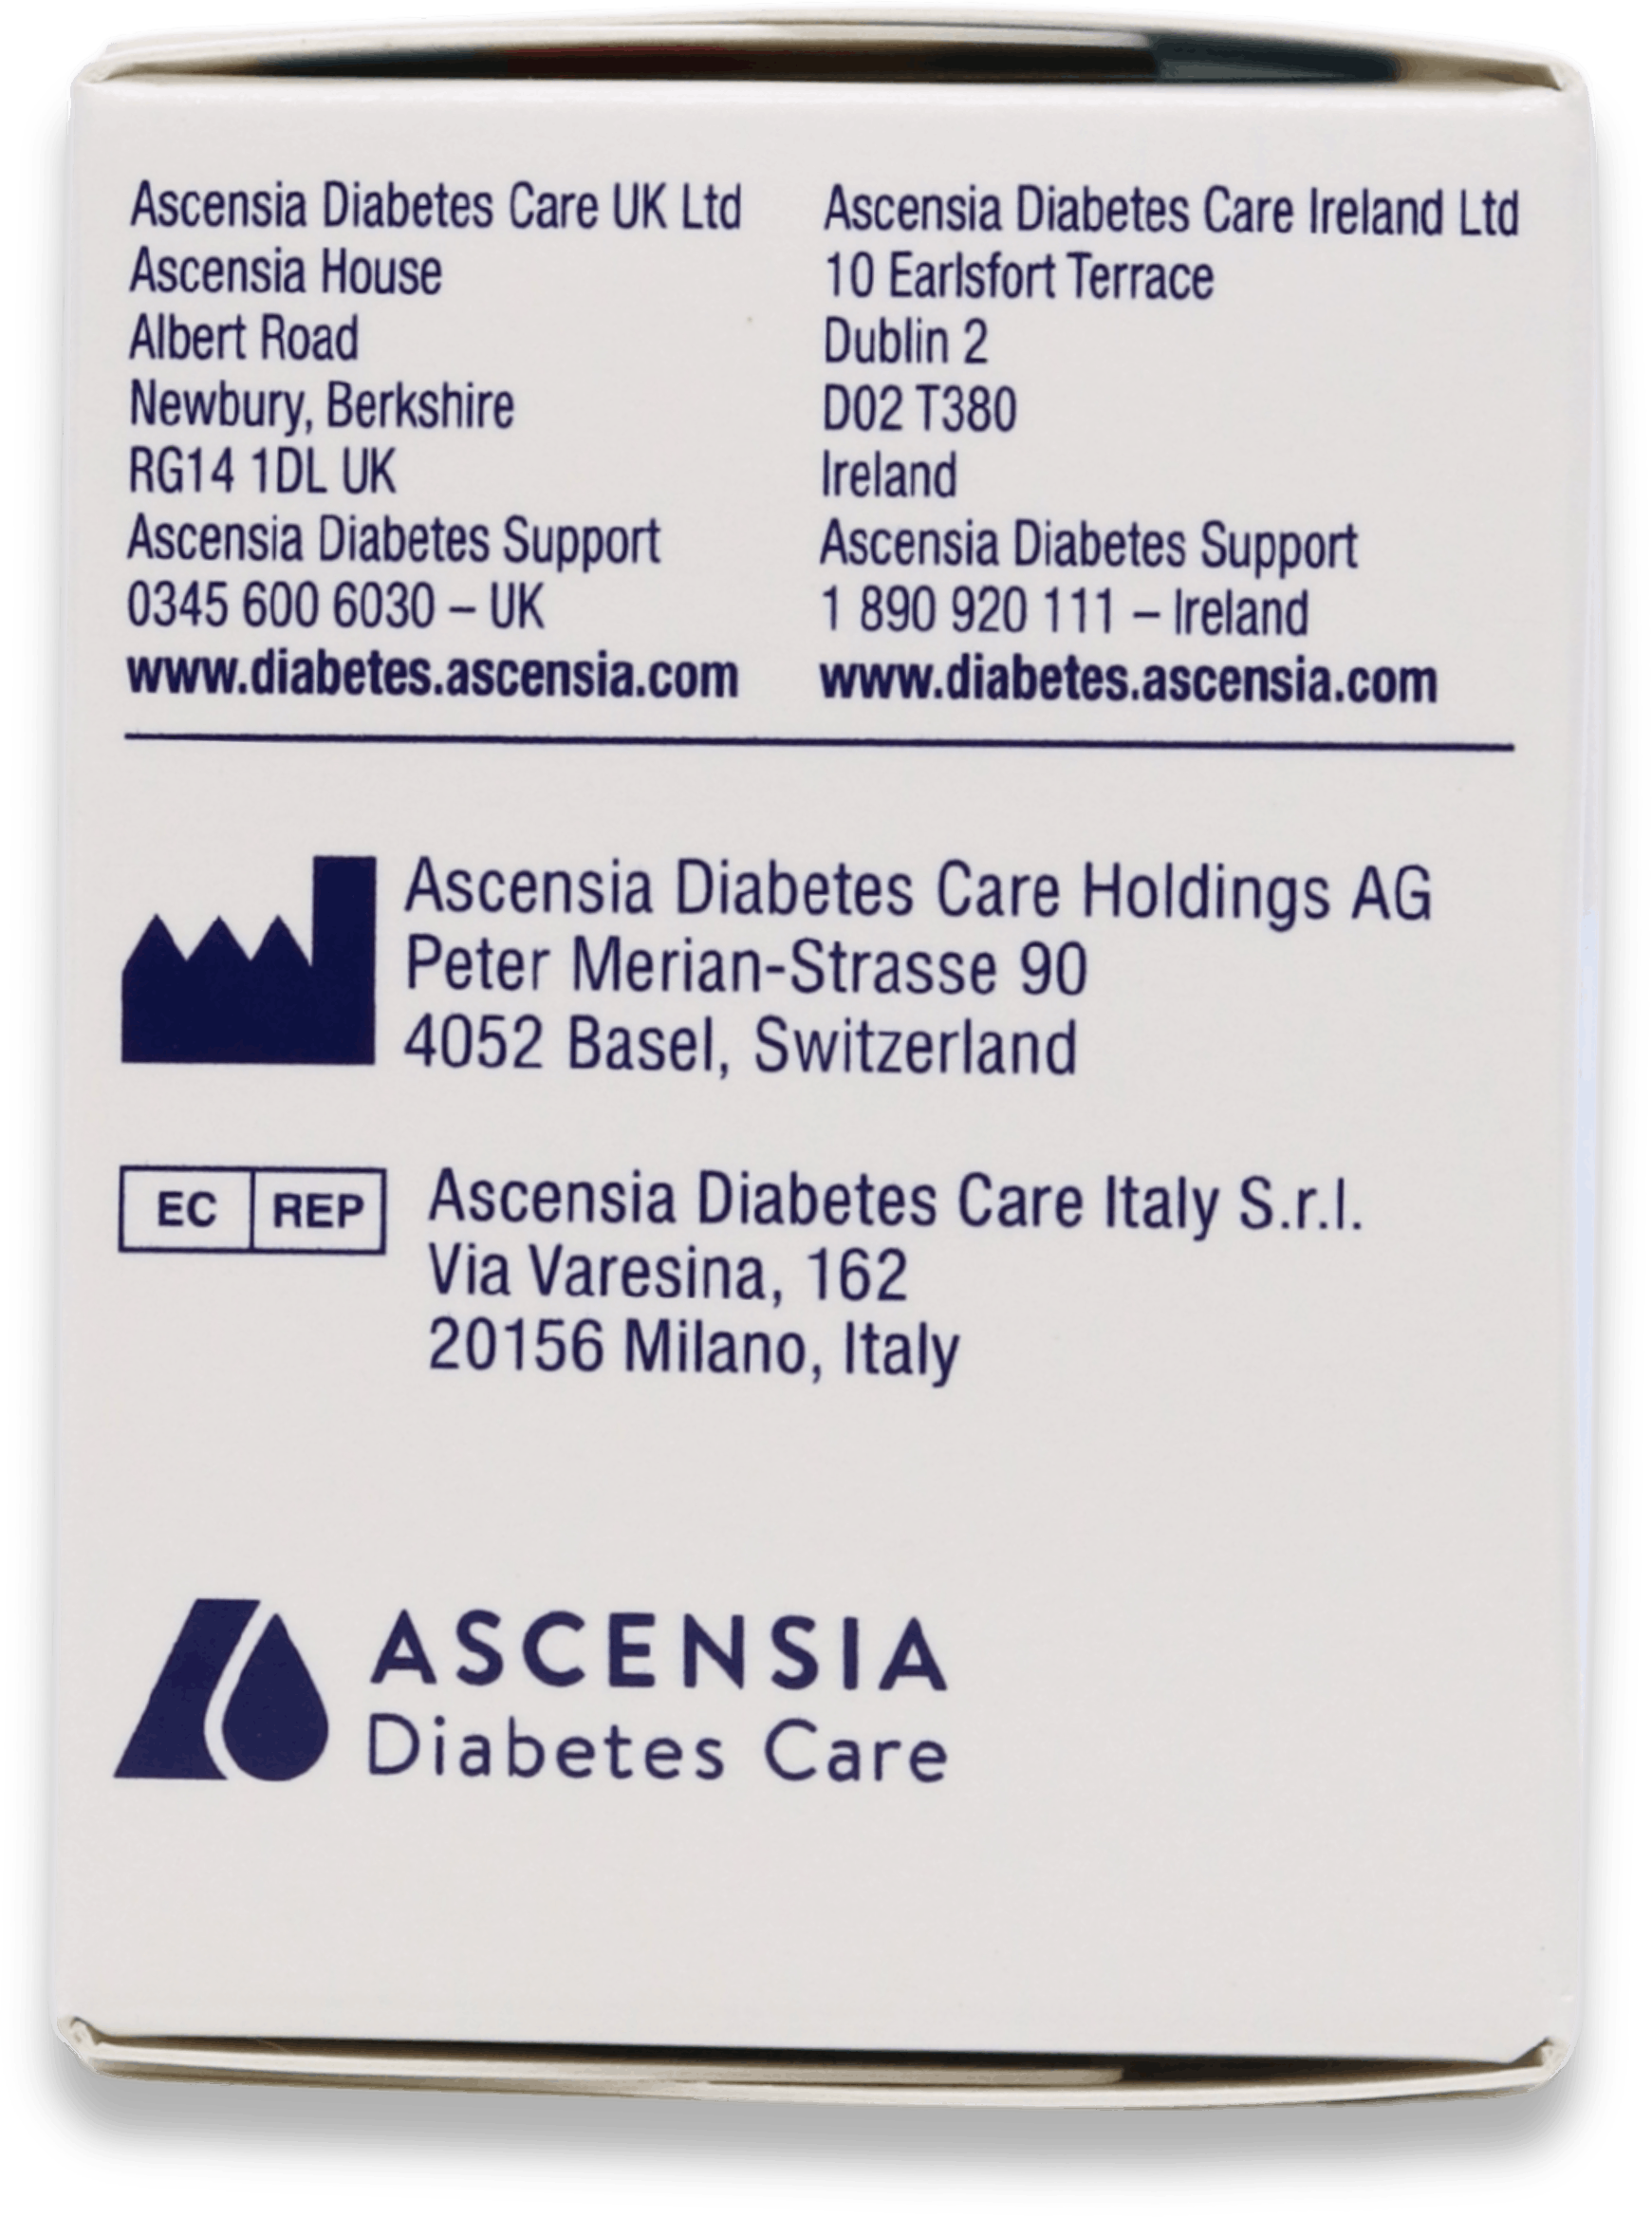 Ascensia Diabetes Care UK Ltd
Ascensia House
Albert Road
Newbury, Berkshire
RG14 1DL UK
Ascensia Diabetes Support
0345 600 6030 – UK
www.diabetes.ascensia.com
Ascensia Diabetes Care Ireland Ltd
10 Earlsfort Terrace
Dublin 2
D02 T380
Ireland
Ascensia Diabetes Support
1 890 920 111 – Ireland
www.diabetes.ascensia.com
Ascensia Diabetes Care Holdings AG
Peter Merian-Strasse 90
4052 Basel, Switzerland
EC REP
Ascensia Diabetes Care Italy S.r.l.
Via Varesina, 162
20156 Milano, Italy
ASCENSIA
Diabetes Care